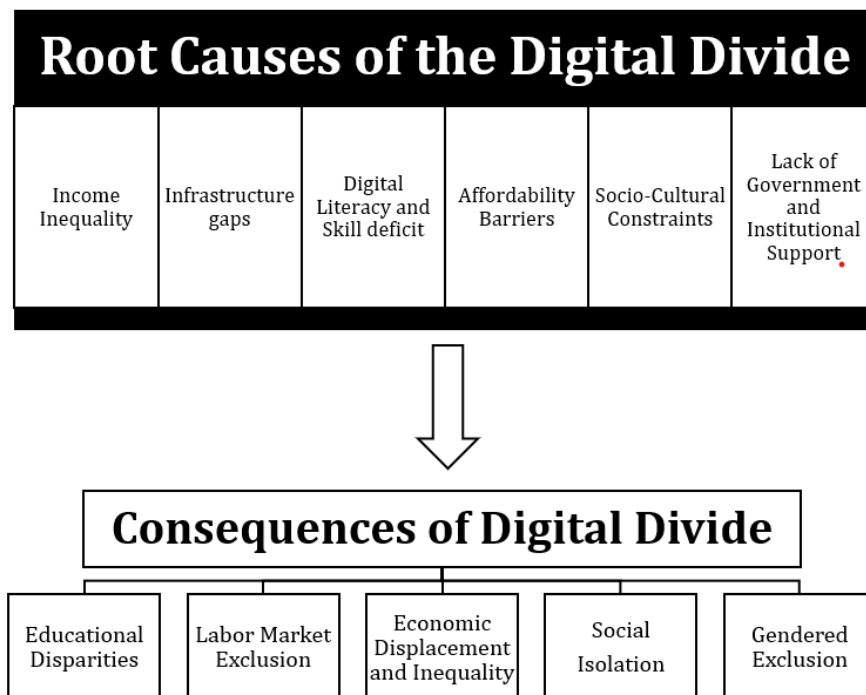 Root Causes of the Digital Divide
Income
Inequality
Infrastructure
gaps
Digital
Literacy and
Skill deficit
Affordability
Barriers
Socio-Cultural
Constraints
Lack of
Government
and
Institutional
Support
Consequences of Digital Divide
Educational
Disparities
Labor Market
Exclusion
Economic
Displacement
and Inequality
Social
Isolation
Gendered
Exclusion